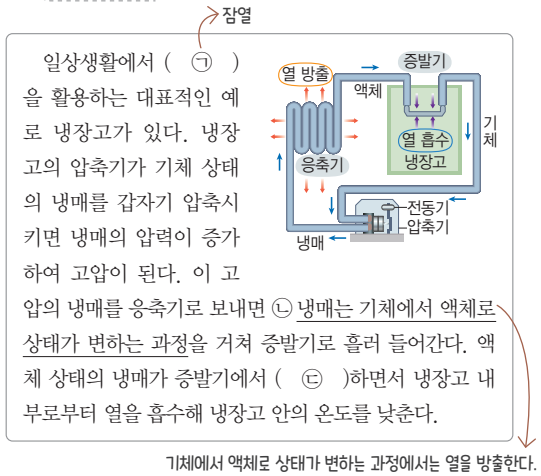 잠열
일상생활에서 ( ㉠ )
을 활용하는 대표적인 예
로 냉장고가 있다. 냉장
고의 압축기가 기체 상태
의 냉매를 갑자기 압축시
키면 냉매의 압력이 증가
하여 고압이 된다. 이 고
압의 냉매를 응축기로 보내면 ㉡ 냉매는 기체에서 액체로
상태가 변하는 과정을 거쳐 증발기로 흘러 들어간다. 액
체 상태의 냉매가 증발기에서 ( ㉢ )하면서 냉장고 내
부로부터 열을 흡수해 냉장고 안의 온도를 낮춘다.
열 방출
증발기
액체
기체
열 흡수
냉장고
응축기
전동기
압축기
냉매
기체에서 액체로 상태가 변하는 과정에서는 열을 방출한다.